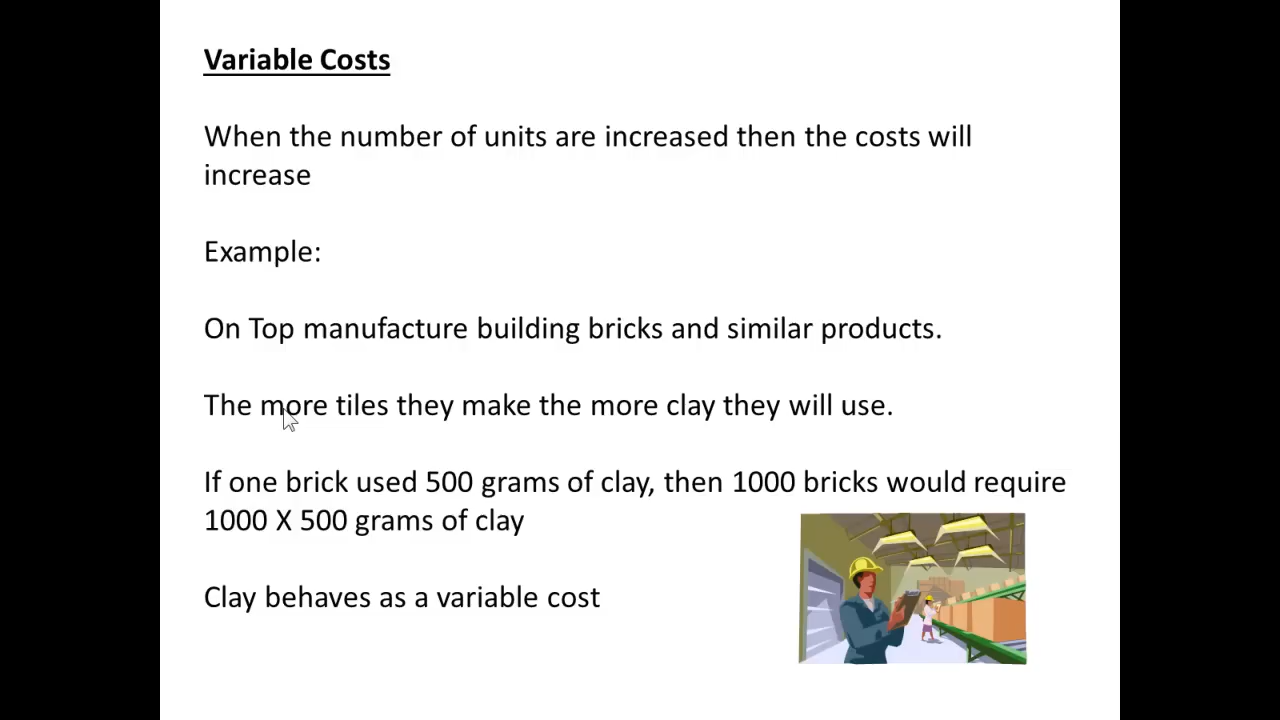 Variable Costs
When the number of units are increased then the costs will
increase
Example:
On Top manufacture building bricks and similar products.
The more tiles they make the more clay they will use.
If one brick used 500 grams of clay, then 1000 bricks would require
1000 X 500 grams of clay
Clay behaves as a variable cost